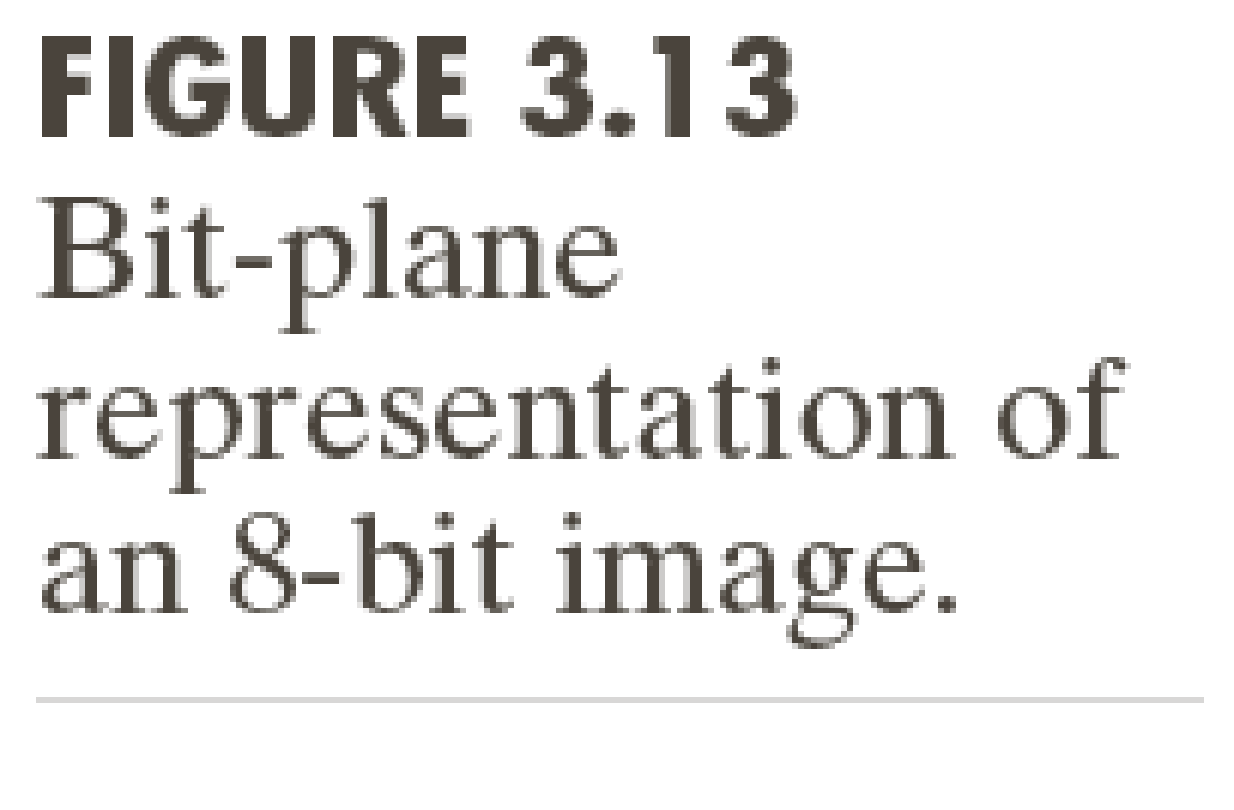 FIGURE 3.13
Bit-plane
representation of
an 8-bit image.